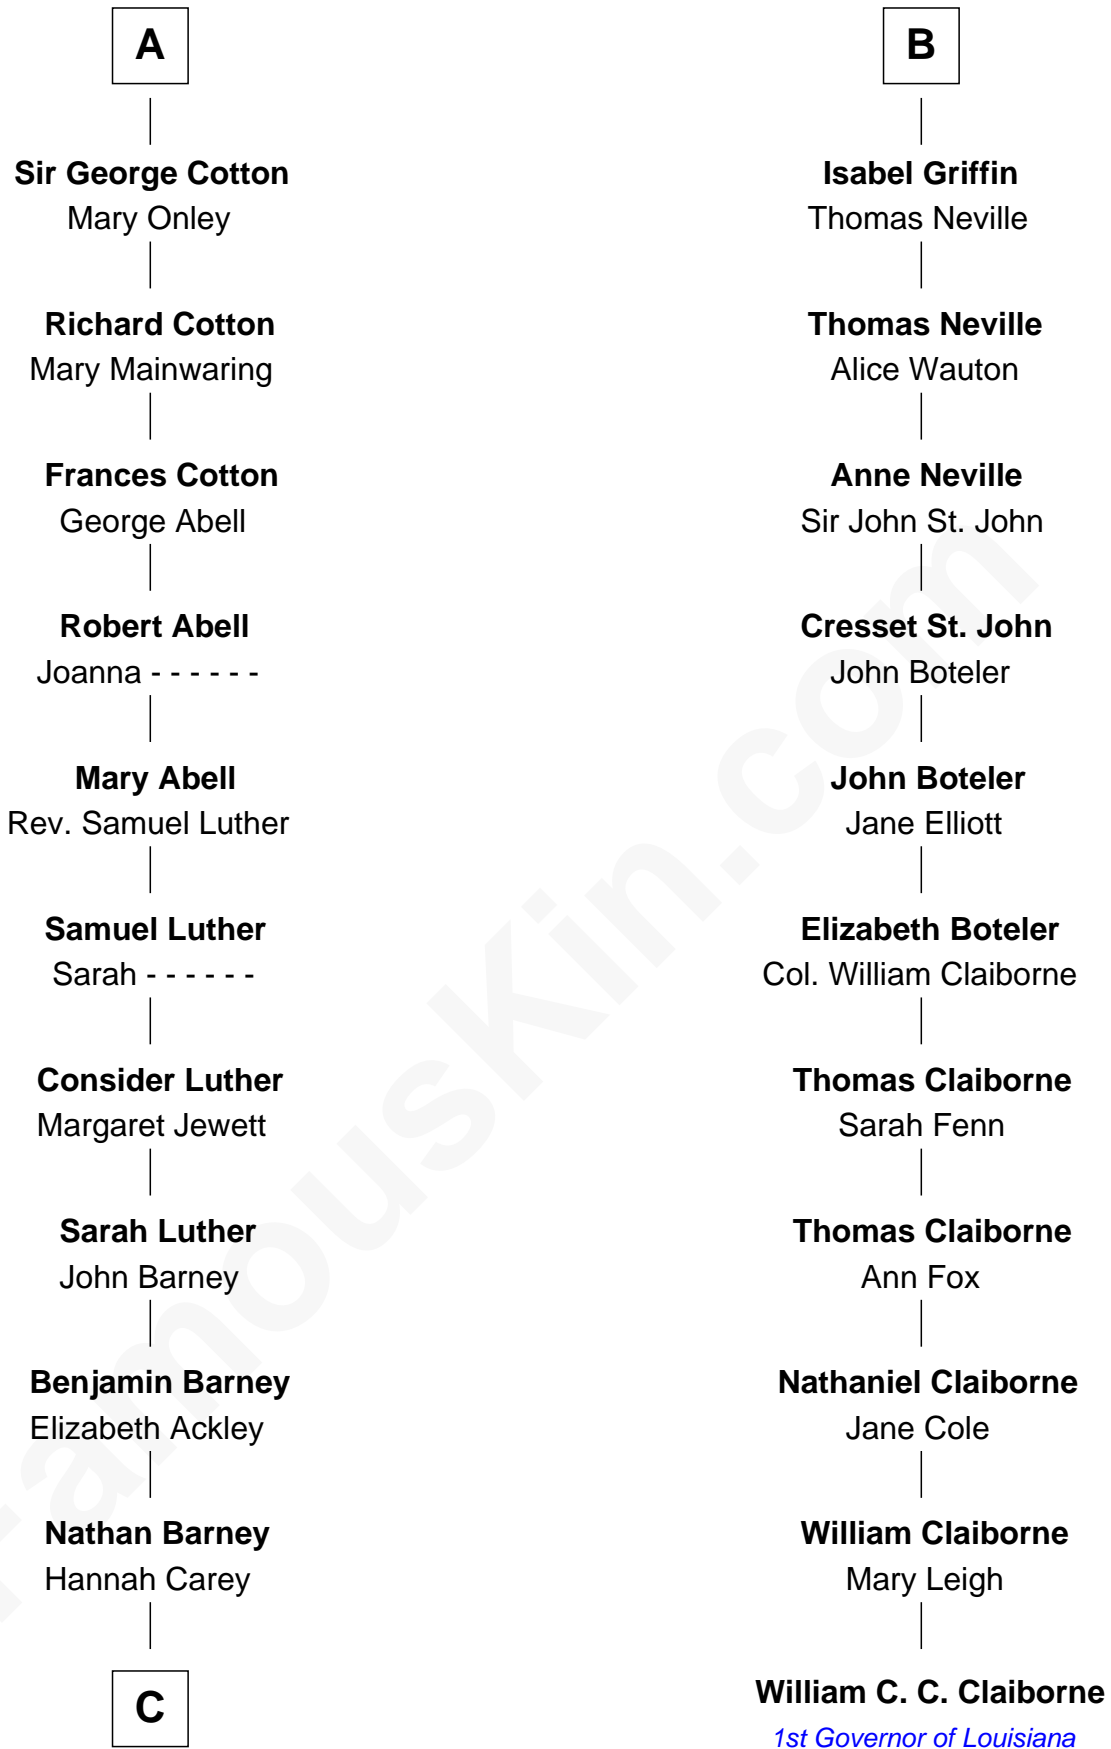 A
Sir George Cotton
Mary Onley
Richard Cotton
Mary Mainwaring
Frances Cotton
George Abell
Robert Abell
Joanna - - - - - -
Mary Abell
Rev. Samuel Luther
Samuel Luther
Sarah - - - - - -
Consider Luther
Margaret Jewett
Sarah Luther
John Barney
Benjamin Barney
Elizabeth Ackley
Nathan Barney
Hannah Carey
C
B
Isabel Griffin
Thomas Neville
Thomas Neville
Alice Wauton
Anne Neville
Sir John St. John
Cresset St. John
John Boteler
John Boteler
Jane Elliott
Elizabeth Boteler
Col. William Claiborne
Thomas Claiborne
Sarah Fenn
Thomas Claiborne
Ann Fox
Nathaniel Claiborne
Jane Cole
William Claiborne
Mary Leigh
William C. C. Claiborne
1st Governor of Louisiana
FamousKin.com